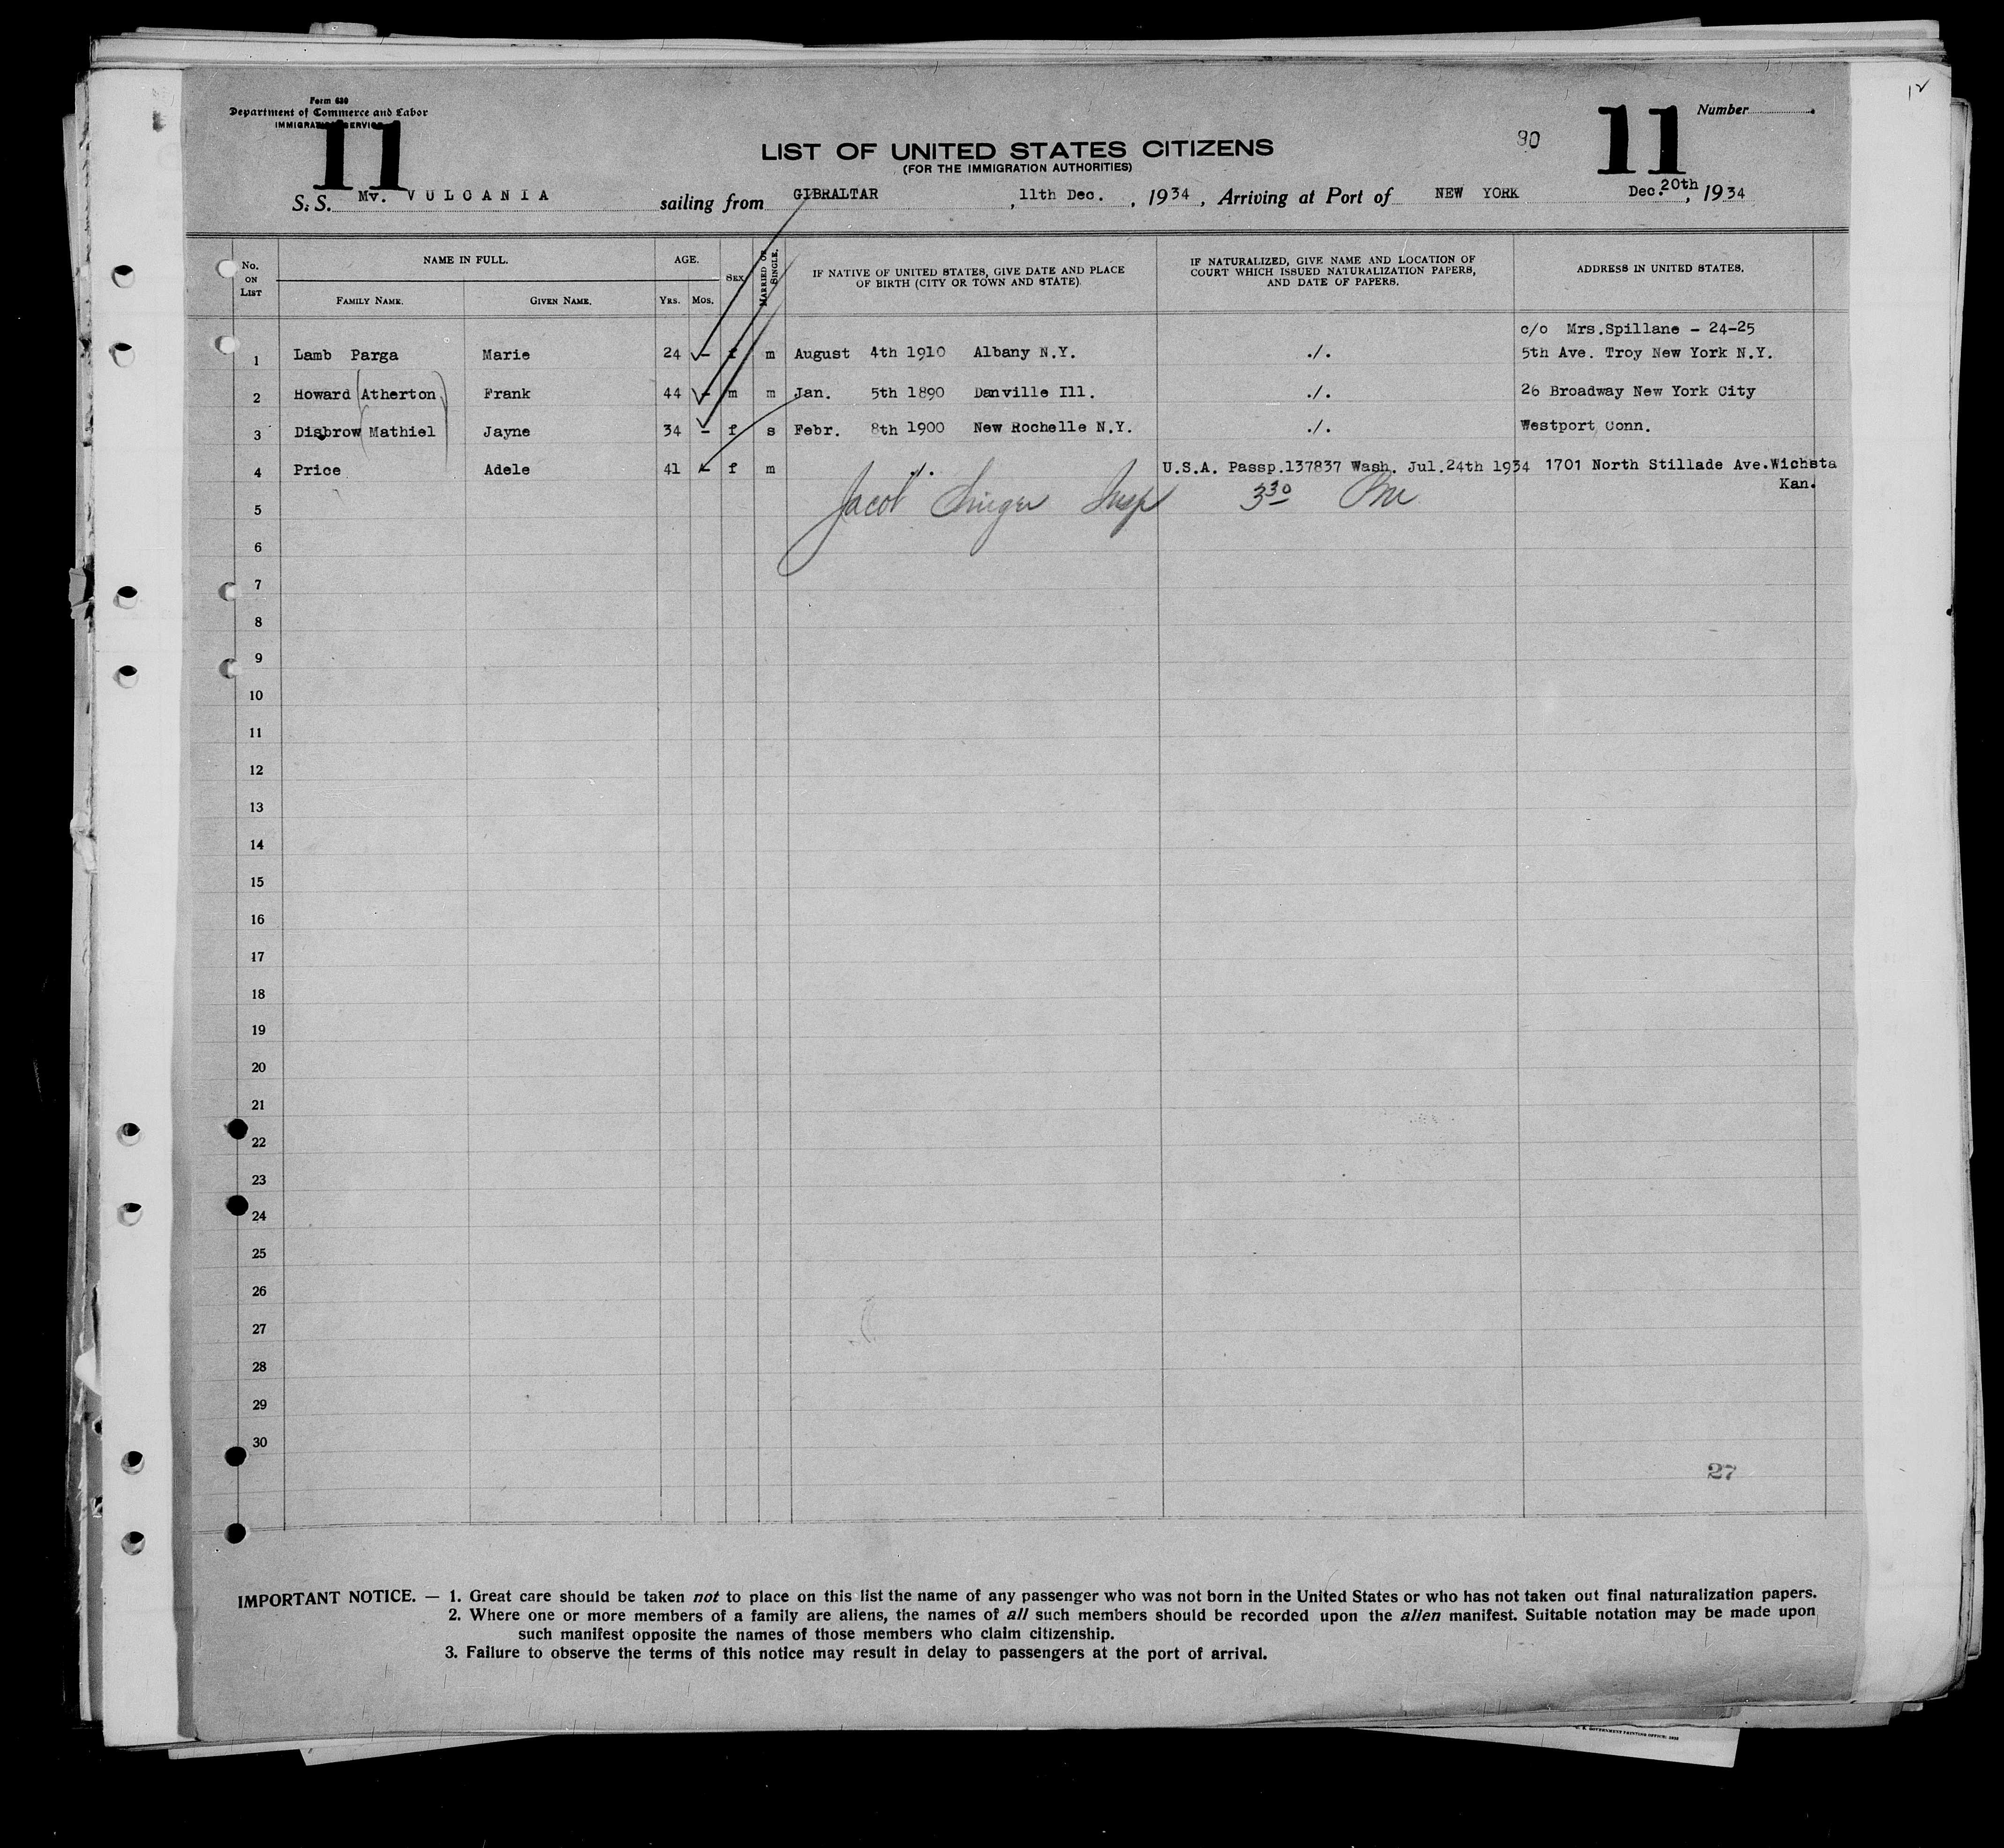 12
Form 630
Department of Commerce and Labor
IMMIGRATION SERVICE
11
11
Number
90
LIST OF UNITED STATES CITIZENS
(FOR THE IMMIGRATION AUTHORITIES)
S. S. Mv. VULCANIA sailing from GIBRALTAR , 11th Dec. , 1934 , Arriving at Port of NEW YORK Dec. 20th , 1934
No. on List
NAME IN FULL.
AGE.
Sex
Married or Single.
IF NATIVE OF UNITED STATES, GIVE DATE AND PLACE OF BIRTH (CITY OR TOWN AND STATE)
IF NATURALIZED, GIVE NAME AND LOCATION OF COURT WHICH ISSUED NATURALIZATION PAPERS, AND DATE OF PAPERS.
ADDRESS IN UNITED STATES.
Family Name. Given Name. Yrs. Mos.
c/o Mrs.Spillane - 24-25
1 Lamb Parga Marie 24 - f m August 4th 1910 Albany N.Y. ./. 5th Ave. Troy New York N.Y.
2 Howard (Atherton) Frank 44 - m m Jan. 5th 1890 Danville Ill. ./. 26 Broadway New York City
3 Disbrow Mathiel Jayne 34 - f s Febr. 8th 1900 New Rochelle N.Y. ./. Westport Conn.
4 Price Adele 41 - f m ./. U.S.A. Passp.137837 Wash. Jul.24th 1934 1701 North Stillade Ave.Wichsta
Kan.
5 Jacob Singer Insp 3 30 PM
6
7
8
9
10
11
12
13
14
15
16
17
18
19
20
21
22
23
24
25
26
27
28
29
30
27
IMPORTANT NOTICE. — 1. Great care should be taken not to place on this list the name of any passenger who was not born in the United States or who has not taken out final naturalization papers.
2. Where one or more members of a family are aliens, the names of all such members should be recorded upon the alien manifest. Suitable notation may be made upon
such manifest opposite the names of those members who claim citizenship.
3. Failure to observe the terms of this notice may result in delay to passengers at the port of arrival.